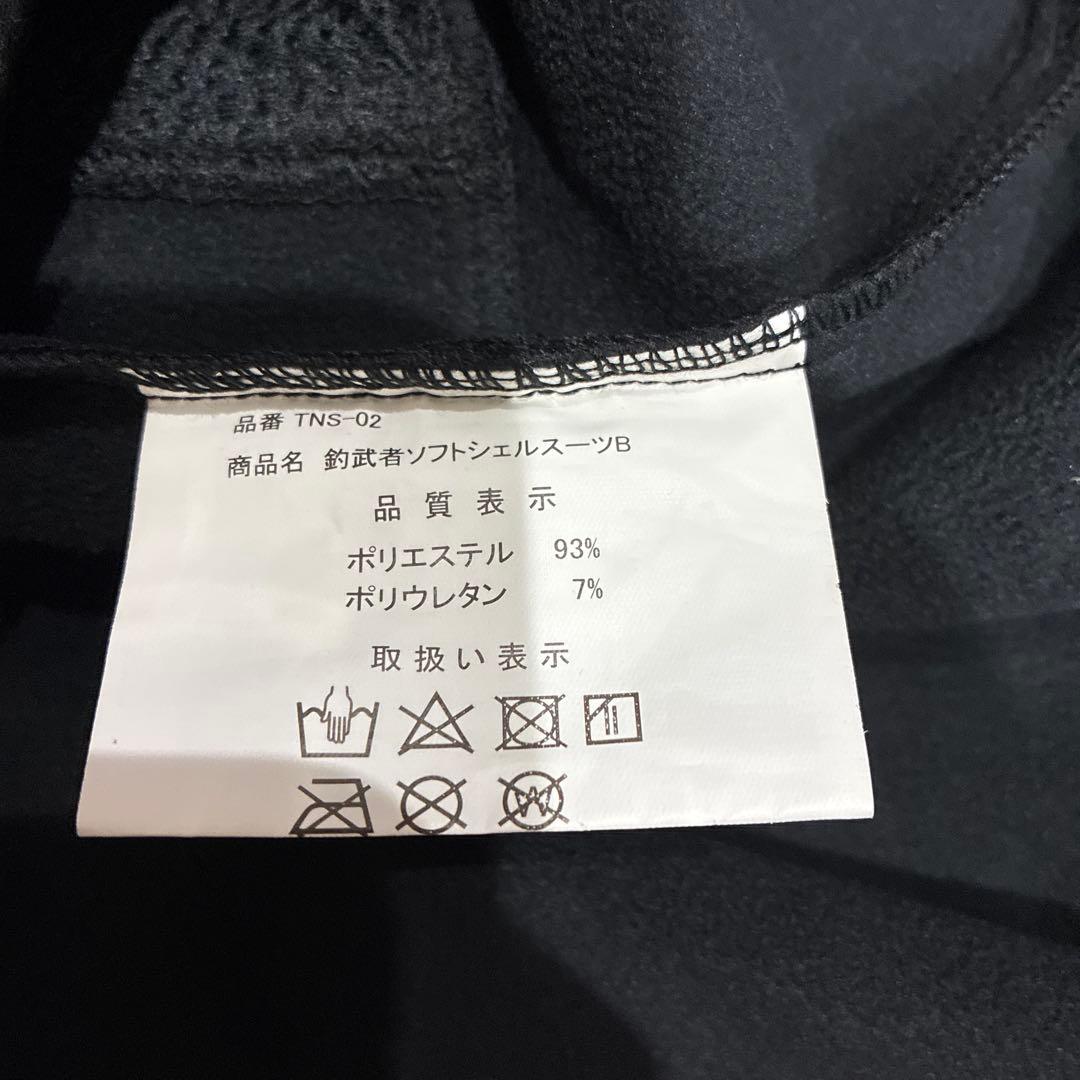 品番 TNS-02
商品名 釣武者ソフトシェルスーツB
品質表示
ポリエステル 93%
ポリウレタン 7%
取扱い表示